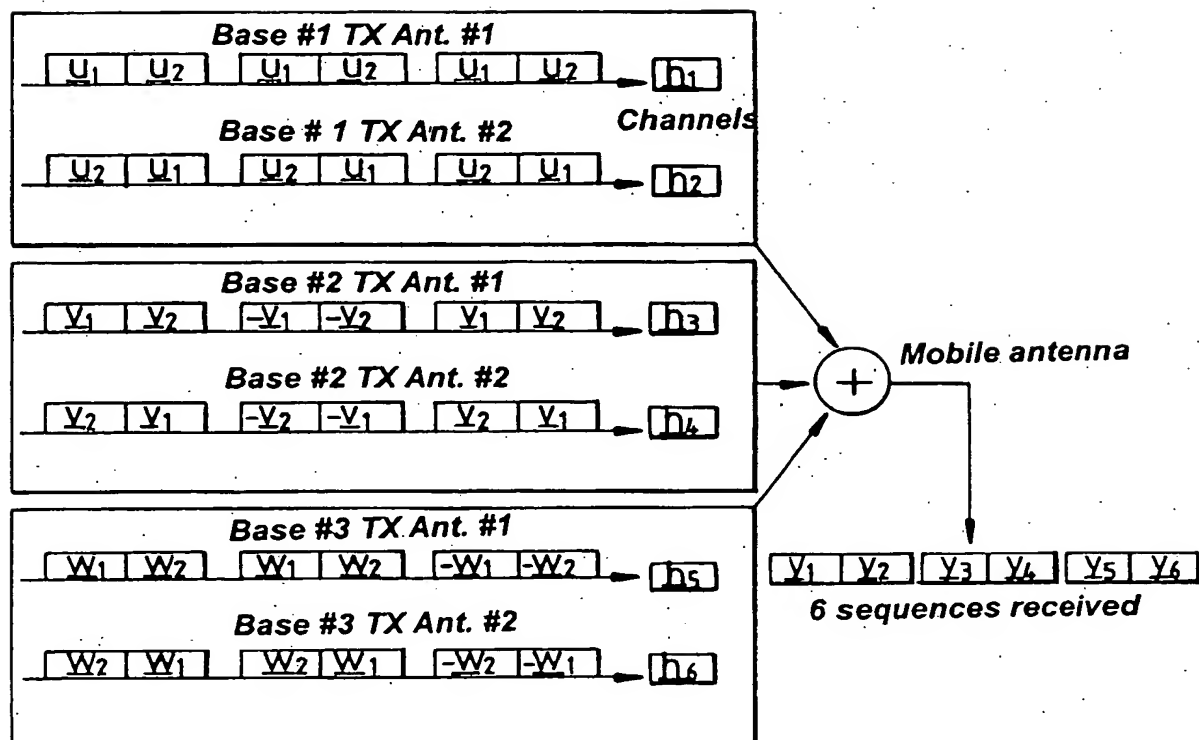 Base #1 TX Ant. #1
u1 u2 u1 u2 u1 u2 h1
Channels
Base # 1 TX Ant. #2
u2 u1 u2 u1 u2 u1 h2
Base #2 TX Ant. #1
v1 v2 -v1 -v2 v1 v2 h3
Base #2 TX Ant. #2
v2 v1 -v2 -v1 v2 v1 h4
+
Mobile antenna
Base #3 TX Ant. #1
w1 w2 w1 w2 -w1 -w2 h5
y1 y2 y3 y4 y5 y6
6 sequences received
Base #3 TX Ant. #2
w2 w1 w2 w1 -w2 -w1 h6